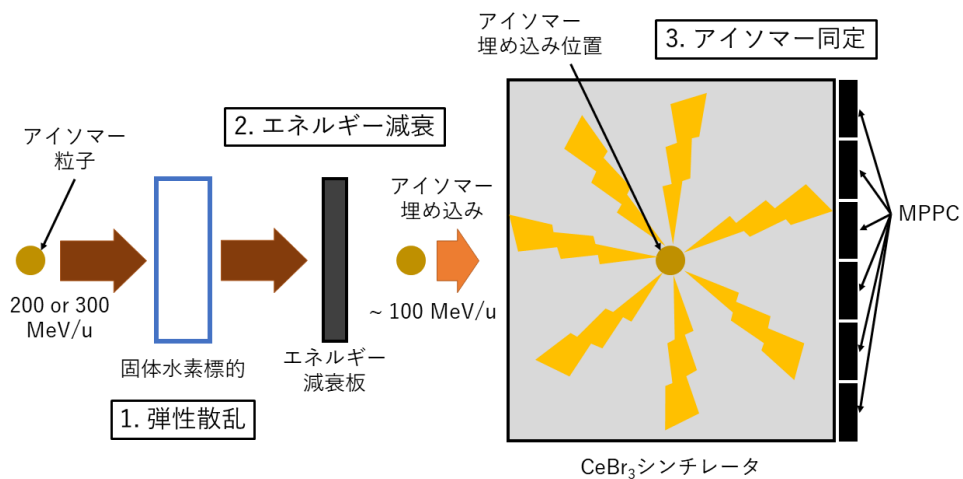 アイソマー
粒子
200 or 300
MeV/u
固体水素標的
1. 弾性散乱
2. エネルギー減衰
エネルギー
減衰板
アイソマー
埋め込み
~ 100 MeV/u
アイソマー
埋め込み位置
3. アイソマー同定
MPPC
CeBr₃シンチレータ